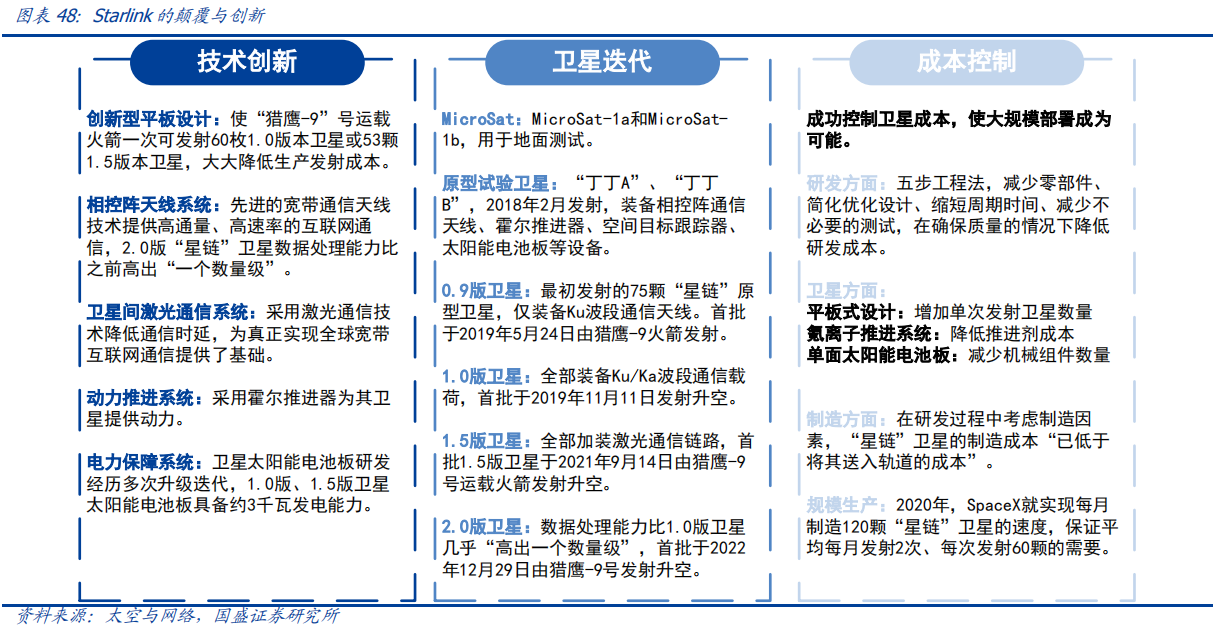 图表 48：Starlink 的颠覆与创新
技术创新
创新型平板设计：使“猎鹰-9”号运载
火箭一次可发射60枚1.0版本卫星或53颗
1.5版本卫星，大大降低生产发射成本。
相控阵天线系统：先进的宽带通信天线
技术提供高通量、高速率的互联网通
信，2.0版“星链”卫星数据处理能力比
之前高出“一个数量级”。
卫星间激光通信系统：采用激光通信技
术降低通信时延，为真正实现全球宽带
互联网通信提供了基础。
动力推进系统：采用霍尔推进器为其卫
星提供动力。
电力保障系统：卫星太阳能电池板研发
经历多次升级迭代，1.0版、1.5版卫星
太阳能电池板具备约3千瓦发电能力。
卫星迭代
MicroSat：MicroSat-1a和MicroSat-
1b，用于地面测试。
原型试验卫星：“丁丁A”、“丁丁
B”，2018年2月发射，装备相控阵通信
天线、霍尔推进器、空间目标跟踪器、
太阳能电池板等设备。
0.9版卫星：最初发射的75颗“星链”原
型卫星，仅装备Ku波段通信天线。首批
于2019年5月24日由猎鹰-9火箭发射。
1.0版卫星：全部装备Ku/Ka波段通信载
荷，首批于2019年11月11日发射升空。
1.5版卫星：全部加装激光通信链路，首
批1.5版卫星于2021年9月14日由猎鹰-9
号运载火箭发射升空。
2.0版卫星：数据处理能力比1.0版卫星
几乎“高出一个数量级”，首批于2022
年12月29日由猎鹰-9号发射升空。
成本控制
成功控制卫星成本，使大规模部署成为
可能。
研发方面：五步工程法，减少零部件、
简化优化设计、缩短周期时间、减少不
必要的测试，在确保质量的情况下降低
研发成本。
卫星方面：
平板式设计：增加单次发射卫星数量
氪离子推进系统：降低推进剂成本
单面太阳能电池板：减少机械组件数量
制造方面：在研发过程中考虑制造因
素，“星链”卫星的制造成本“已低于
将其送入轨道的成本”。
规模生产：2020年，SpaceX就实现每月
制造120颗“星链”卫星的速度，保证平
均每月发射2次、每次发射60颗的需要。
资料来源：太空与网络，国盛证券研究所